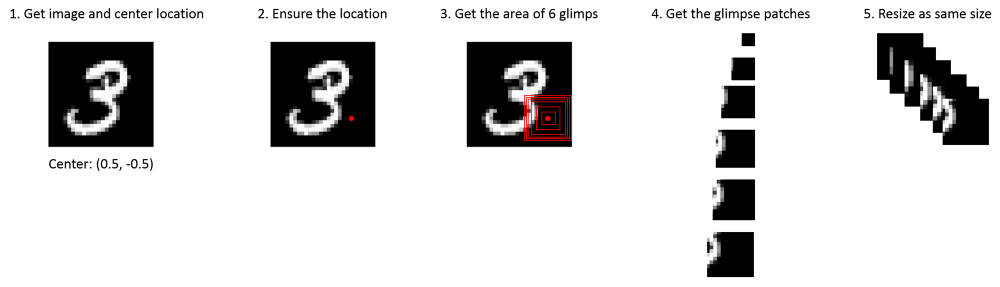 1. Get image and center location
2. Ensure the location
3. Get the area of 6 glimps
4. Get the glimpse patches
5. Resize as same size
Center: (0.5, -0.5)